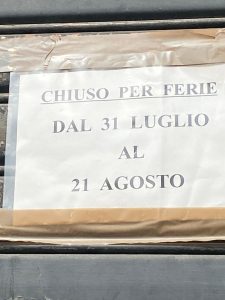 CHIUSO PER FERIE
DAL 31 LUGLIO
AL
21 AGOSTO